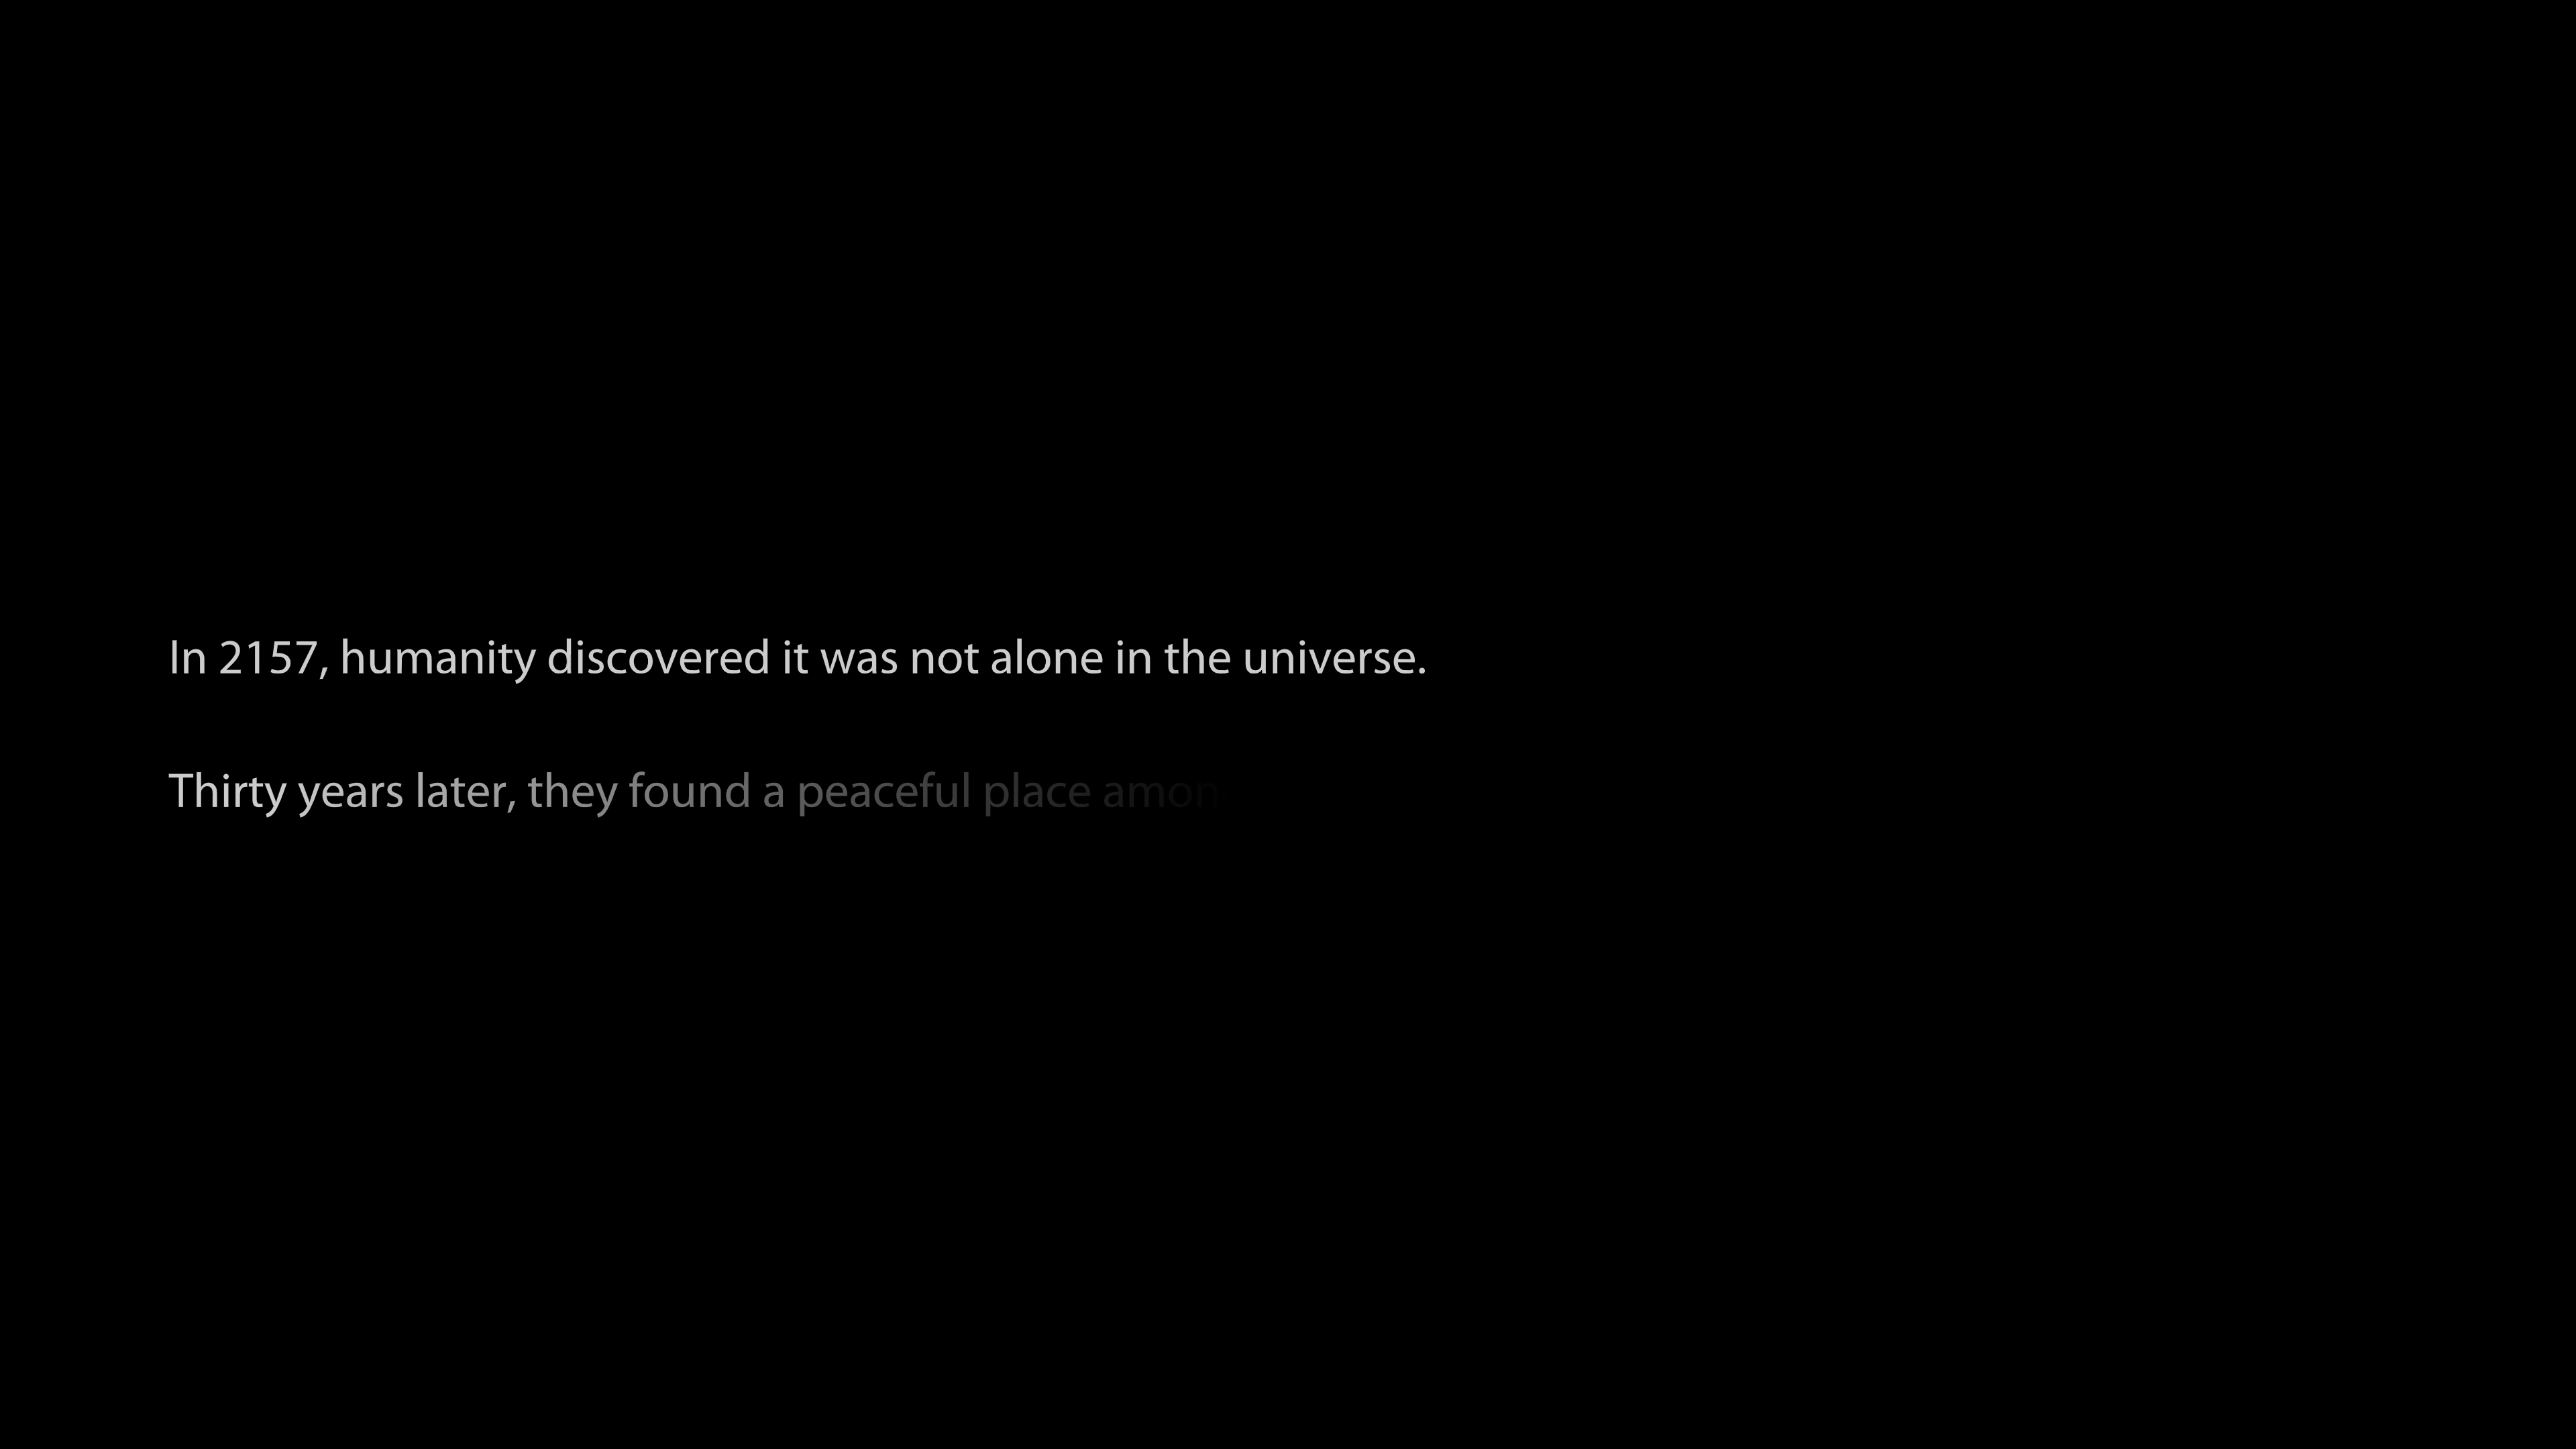 In 2157, humanity discovered it was not alone in the universe.
Thirty years later, they found a peaceful place